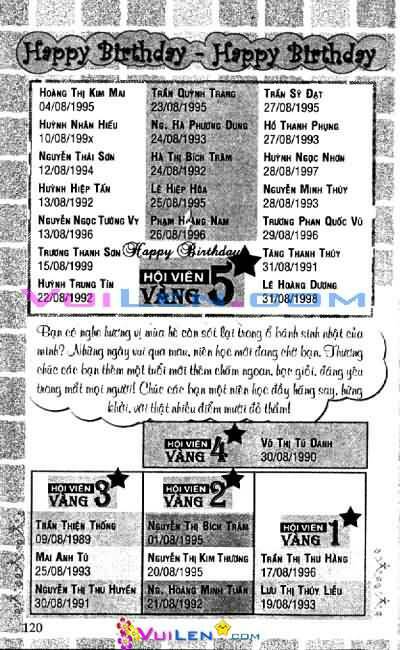 Happy Birthday - Happy Birthday
HOÀNG THỊ KIM MAI
04/08/1995
HUỲNH NHÂN HIẾU
10/08/199x
NGUYỄN THÁI SƠN
12/08/1994
HUỲNH HIỆP TẤN
13/08/1992
NGUYỄN NGỌC TƯỜNG VY
13/08/1996
TRƯƠNG THANH SƠN
15/08/1999
HUỲNH TRUNG TÍN
22/08/1992
TRẦN QUỲNH TRANG
23/08/1995
NG. HÀ PHƯƠNG DUNG
24/08/1993
HÀ THỊ BÍCH TRÂM
24/08/1992
LÊ HIỆP HÒA
25/08/1995
PHẠM HOÀNG NAM
26/08/1996
Happy Birthday
HỘI VIÊN
VÀNG 5
TRẦN SỸ ĐẠT
27/08/1995
HỒ THANH PHỤNG
27/08/1993
HUỲNH NGỌC NHƠN
28/08/1997
NGUYỄN MINH THÚY
28/08/1993
TRƯƠNG PHAN QUỐC VŨ
29/08/1996
TĂNG THANH THÚY
31/08/1991
LÊ HOÀNG DƯƠNG
31/08/1998
VUILEN.COM
Bạn có nghe hương vị mùa hè còn sót lại trong ổ bánh sinh nhật của
mình? Những ngày vui qua mau, niên học mới đang chờ bạn. Thương
chúc các bạn thêm một tuổi mới thêm chăm ngoan, học giỏi, đáng yêu
trong mắt mọi người! Chúc các bạn một niên học đầy hăng say, hứng
khởi, với thật nhiều điểm mười đỏ thắm!
HỘI VIÊN
VÀNG 4
VÕ THỊ TÚ OANH
30/08/1990
HỘI VIÊN
VÀNG 3
TRẦN THIỆN THỐNG
09/08/1989
MAI ANH TÚ
25/08/1993
NGUYỄN THỊ THU HUYỀN
30/08/1991
HỘI VIÊN
VÀNG 2
NGUYỄN THỊ BÍCH TRÂM
01/08/1995
NGUYỄN THỊ KIM THƯƠNG
20/08/1995
NG. HOÀNG MINH TUẤN
21/08/1992
HỘI VIÊN
VÀNG 1
TRẦN THỊ THU HẰNG
17/08/1996
LƯU THỊ THÚY LIỄU
19/08/1993
120
VUILEN.COM